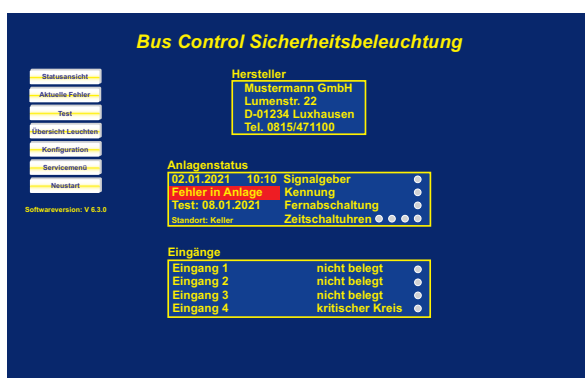 Bus Control Sicherheitsbeleuchtung
Statusansicht
Aktuelle Fehler
Test
Übersicht Leuchten
Konfiguration
Servicemenü
Neustart
Softwareversion: V 6.3.0
Hersteller
Mustermann GmbH
Lumenstr. 22
D-01234 Luxhausen
Tel. 0815/471100
Anlagenstatus
02.01.2021 10:10 Signalgeber
Fehler in Anlage Kennung
Test: 08.01.2021 Fernabschaltung
Standort: Keller Zeitschaltuhren
Eingänge
Eingang 1 nicht belegt
Eingang 2 nicht belegt
Eingang 3 nicht belegt
Eingang 4 kritischer Kreis